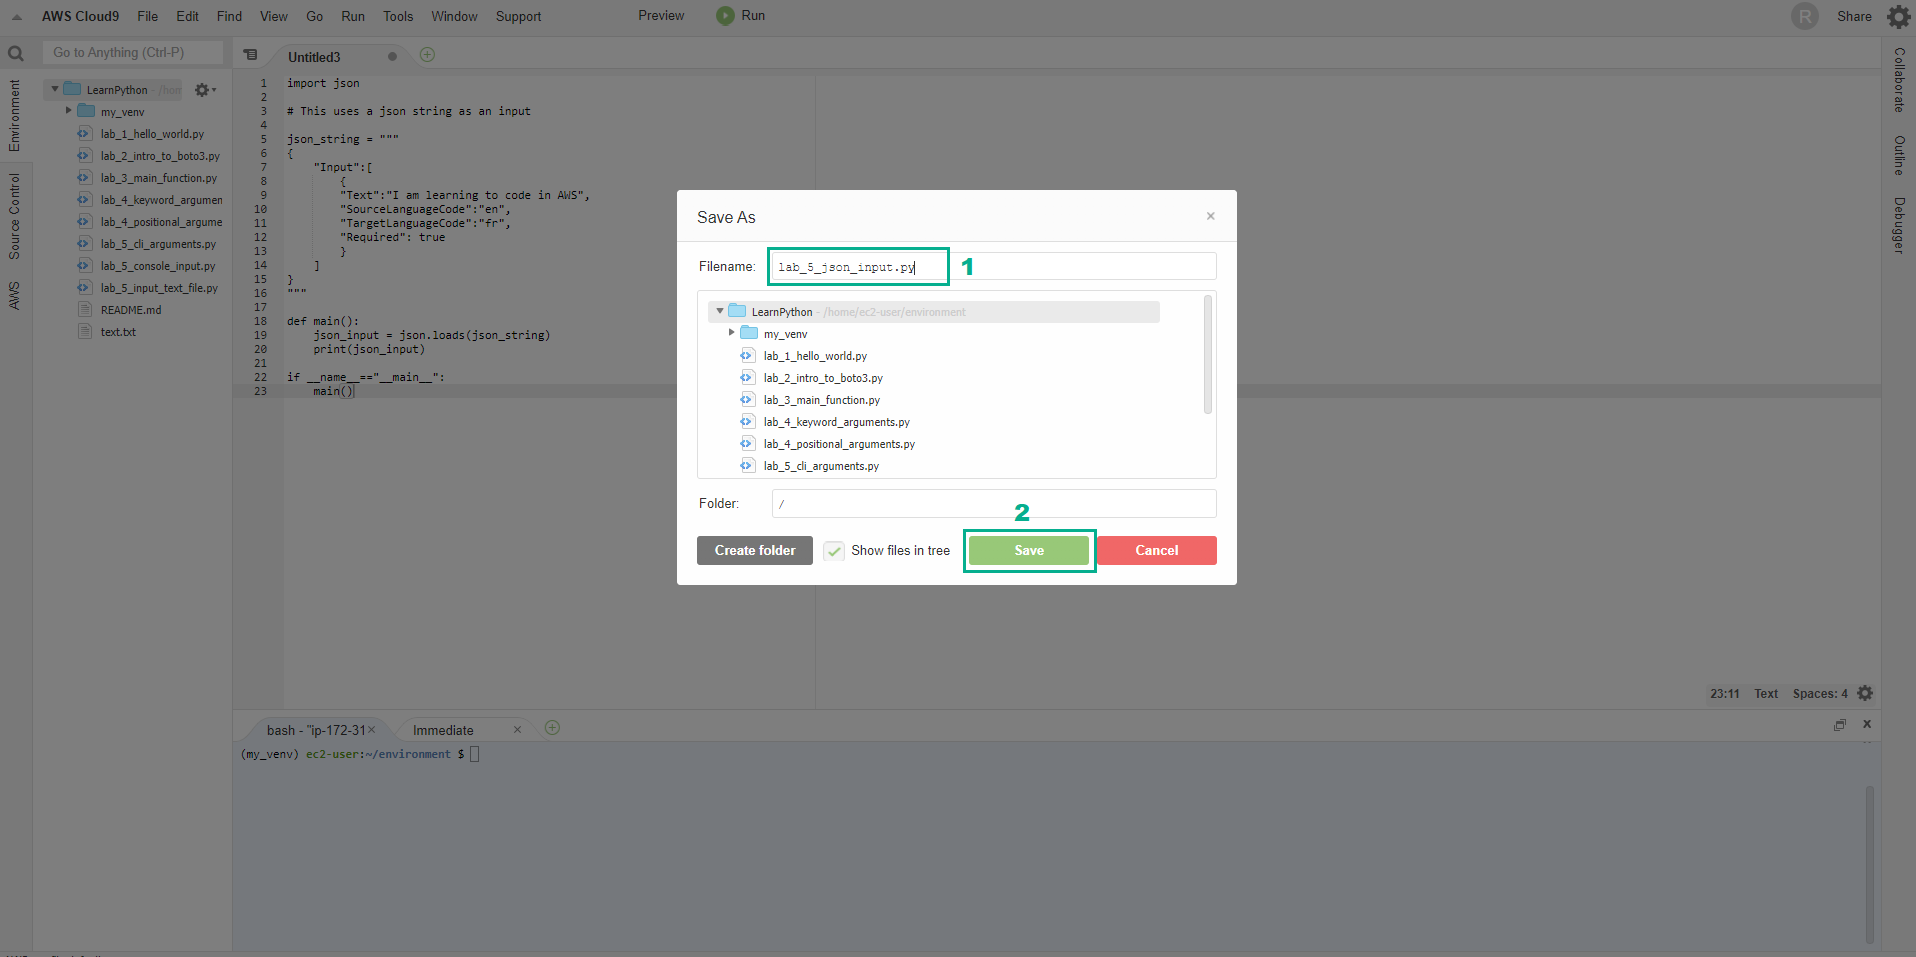 AWS Cloud9 File Edit Find View Go Run Tools Window Support Preview Run R Share
Go to Anything (Ctrl-P)
Untitled3
Environment
Source Control
AWS
LearnPython - /hom
my_venv
lab_1_hello_world.py
lab_2_intro_to_boto3.py
lab_3_main_function.py
lab_4_keyword_argumen
lab_4_positional_argume
lab_5_cli_arguments.py
lab_5_console_input.py
lab_5_input_text_file.py
README.md
text.txt
1 import json
2
3 # This uses a json string as an input
4
5 json_string = """
6 {
7 "Input":[
8 {
9 "Text":"I am learning to code in AWS",
10 "SourceLanguageCode":"en",
11 "TargetLanguageCode":"fr",
12 "Required": true
13 }
14 ]
15 }
16 """
17
18 def main():
19 json_input = json.loads(json_string)
20 print(json_input)
21
22 if __name__=="__main__":
23 main()
Save As
Filename: lab_5_json_input.py 1
LearnPython - /home/ec2-user/environment
my_venv
lab_1_hello_world.py
lab_2_intro_to_boto3.py
lab_3_main_function.py
lab_4_keyword_arguments.py
lab_4_positional_arguments.py
lab_5_cli_arguments.py
Folder: /
2
Create folder Show files in tree Save Cancel
Collaborate
Outline
Debugger
23:11 Text Spaces: 4
bash - "ip-172-31 Immediate
(my_venv) ec2-user:~/environment $